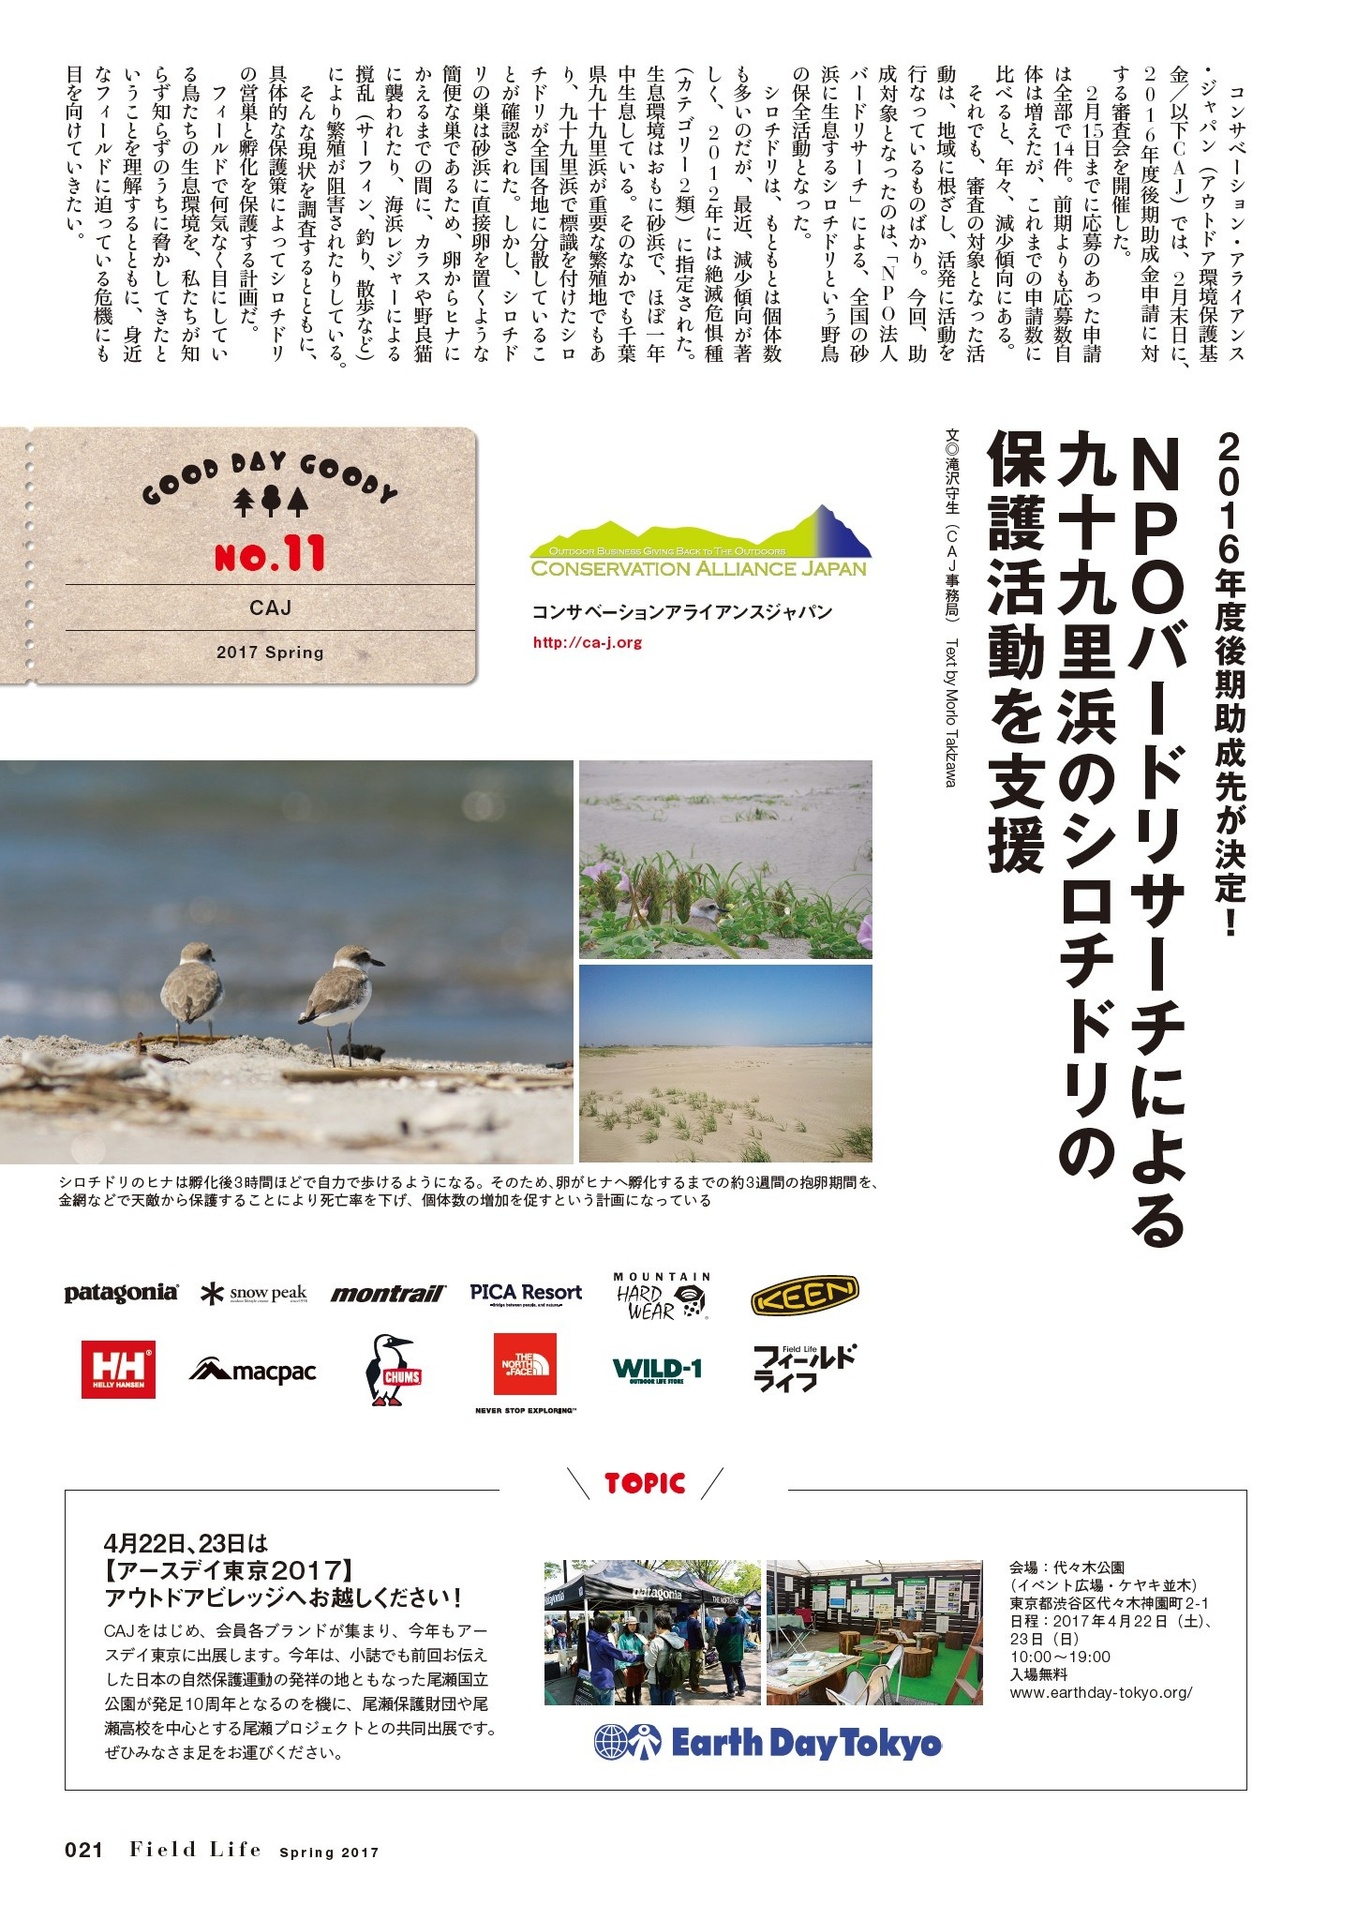 2016年度後期助成先が決定！
NPOバードリサーチによる
九十九里浜のシロチドリの
保護活動を支援
文◎滝沢守生（CAJ事務局） Text by Morio Takizawa
コンサベーション・アライアンス
・ジャパン（アウトドア環境保護基
金／以下CAJ）では、2月末日に、
2016年度後期助成金申請に対
する審査会を開催した。
2月15日までに応募のあった申請
は全部で14件。前期よりも応募数自
体は増えたが、これまでの申請数に
比べると、年々、減少傾向にある。
それでも、審査の対象となった活
動は、地域に根ざし、活発に活動を
行なっているものばかり。今回、助
成対象となったのは、「NPO法人
バードリサーチ」による、全国の砂
浜に生息するシロチドリという野鳥
の保全活動となった。
シロチドリは、もともとは個体数
も多いのだが、最近、減少傾向が著
しく、2012年には絶滅危惧種
（カテゴリー2類）に指定された。
生息環境はおもに砂浜で、ほぼ一年
中生息している。そのなかでも千葉
県九十九里浜が重要な繁殖地でもあ
り、九十九里浜で標識を付けたシロ
チドリが全国各地に分散しているこ
とが確認された。しかし、シロチド
リの巣は砂浜に直接卵を置くような
簡便な巣であるため、卵からヒナに
かえるまでの間に、カラスや野良猫
に襲われたり、海浜レジャーによる
撹乱（サーフィン、釣り、散歩など）
により繁殖が阻害されたりしている。
そんな現状を調査するとともに、
具体的な保護策によってシロチドリ
の営巣と孵化を保護する計画だ。
フィールドで何気なく目にしてい
る鳥たちの生息環境を、私たちが知
らず知らずのうちに脅かしてきたと
いうことを理解するとともに、身近
なフィールドに迫っている危機にも
目を向けていきたい。
GOOD DAY GOODY
NO.11
CAJ
2017 Spring
OUTDOOR BUSINESS GIVING BACK TO THE OUTDOORS
CONSERVATION ALLIANCE JAPAN
コンサベーションアライアンスジャパン
http://ca-j.org
シロチドリのヒナは孵化後3時間ほどで自力で歩けるようになる。そのため、卵がヒナへ孵化するまでの約3週間の抱卵期間を、
金網などで天敵から保護することにより死亡率を下げ、個体数の増加を促すという計画になっている
patagonia
snow peak
montrail
PICA Resort
Bridge between people, and nature
MOUNTAIN
HARD
WEAR
KEEN
HH
HELLY HANSEN
macpac
CHUMS
THE
NORTH
FACE
NEVER STOP EXPLORING™
WILD-1
OUTDOOR LIFE STORE
Field Life
フィールド
ライフ
TOPIC
4月22日、23日は
【アースデイ東京2017】
アウトドアビレッジへお越しください！
CAJをはじめ、会員各ブランドが集まり、今年もアー
スデイ東京に出展します。今年は、小誌でも前回お伝え
した日本の自然保護運動の発祥の地ともなった尾瀬国立
公園が発足10周年となるのを機に、尾瀬保護財団や尾
瀬高校を中心とする尾瀬プロジェクトとの共同出展です。
ぜひみなさま足をお運びください。
patagonia
Earth Day Tokyo
会場：代々木公園
（イベント広場・ケヤキ並木）
東京都渋谷区代々木神園町2-1
日程：2017年4月22日（土）、
23日（日）
10:00〜19:00
入場無料
www.earthday-tokyo.org/
021 Field Life Spring 2017